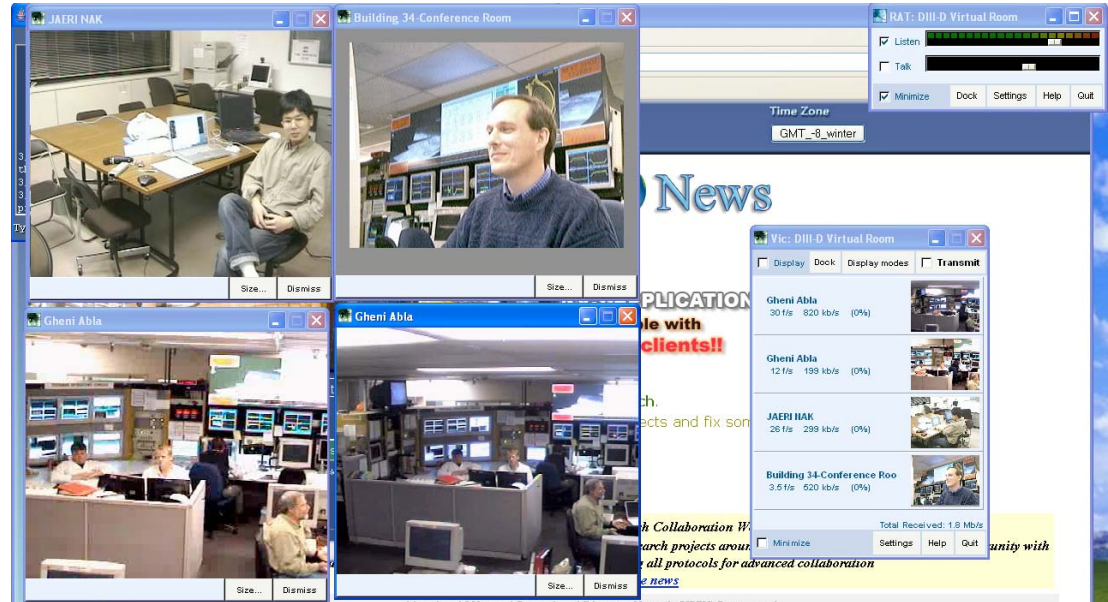 JAERI NAK
Size... Dismiss
Building 34-Conference Room
Size... Dismiss
RAT: DIII-D Virtual Room
Listen
Talk
Minimize Dock Settings Help Quit
Time Zone
GMT_-8_winter
News
Gheni Abla
Size... Dismiss
Gheni Abla
Size... Dismiss
PLICATION
ble with
clients!!
ch.
ects and fix som
Vic: DIII-D Virtual Room
Display Dock Display modes Transmit
Gheni Abla
30 f/s 820 kb/s (0%)
Gheni Abla
12 f/s 199 kb/s (0%)
JAERI NAK
26 f/s 299 kb/s (0%)
Building 34-Conference Roo
3.5 f/s 520 kb/s (0%)
Total Received: 1.8 Mb/s
Minimize Settings Help Quit
h Collaboration W
arch projects aroun unity with
all protocols for advanced collaboration
e news